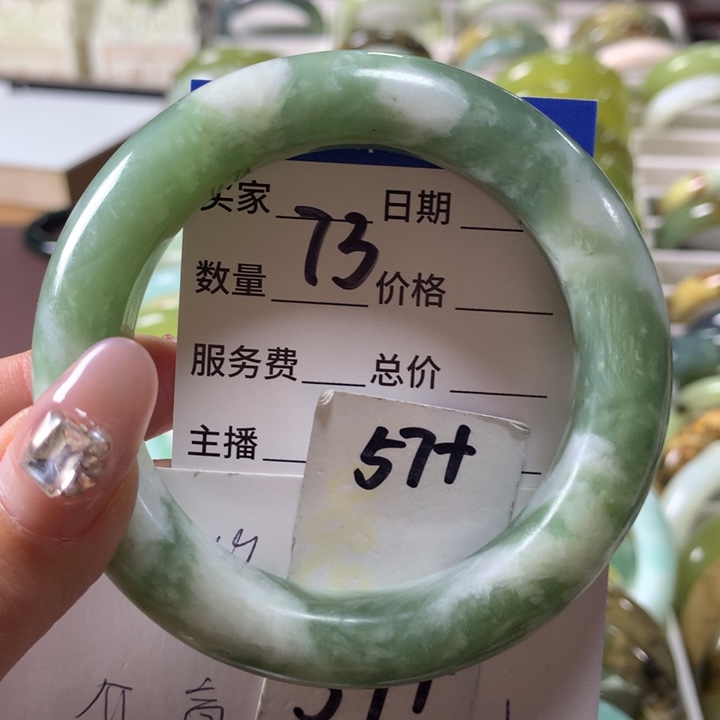 买家 日期
73
数量 价格
服务费 总价
主播
57+